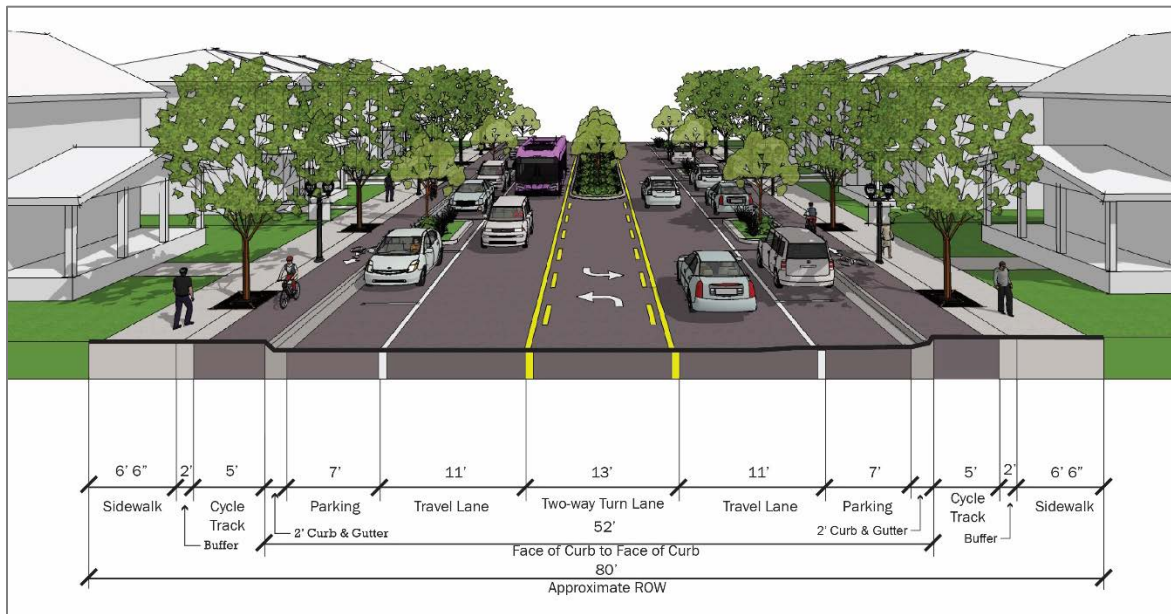 6' 6" 2' 5' 7' 11' 13' 11' 7' 5' 2' 6' 6"
Sidewalk Cycle Track Parking Travel Lane Two-way Turn Lane Travel Lane Parking Cycle Track Sidewalk
Buffer 2' Curb & Gutter 52' 2' Curb & Gutter Buffer
Face of Curb to Face of Curb
80'
Approximate ROW